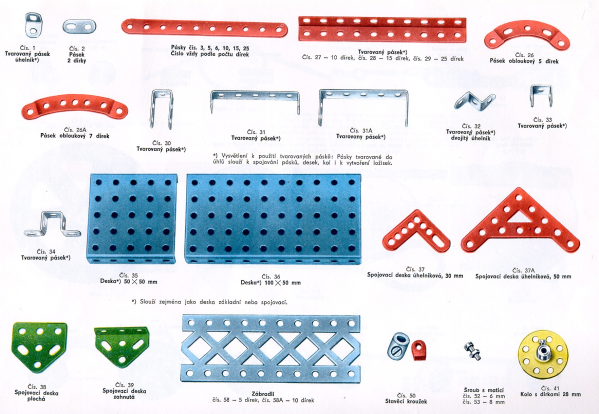 Čís. 1
Tvarovaný pásek
úhelník*)
Čís. 2
Pásek
2 dírky
Pásky čís. 3, 5, 6, 10, 15, 25
Číslo vždy podle počtu dírek
Tvarovaný pásek*)
Čís. 27 — 10 dírek, čís. 28 — 15 dírek, čís. 29 — 25 dírek
Čís. 26
Pásek obloukový 5 dírek
Čís. 26A
Pásek obloukový 7 dírek
Čís. 30
Tvarovaný pásek*)
Čís. 31
Tvarovaný pásek*)
Čís. 31A
Tvarovaný pásek*)
Čís. 32
Tvarovaný pásek*)
dvojitý úhelník
Čís. 33
Tvarovaný pásek*)
*) Vysvětlení k použití tvarovaných pásků: Pásky tvarované do
úhlů slouží k spojování pásků, desek, kol i k vytvoření ložisek.
Čís. 34
Tvarovaný pásek*)
Čís. 35
Deska*) 50 × 50 mm
Čís. 36
Deska*) 100 × 50 mm
Čís. 37
Spojovací deska úhelníková, 30 mm
Čís. 37A
Spojovací deska úhelníková, 50 mm
*) Slouží zejména jako deska základní nebo spojovací.
Čís. 38
Spojovací deska
plochá
Čís. 39
Spojovací deska
zahnutá
Zábradlí
čís. 58 — 5 dírek, čís. 58A — 10 dírek
Čís. 50
Stavěcí kroužek
Šroub s maticí
čís. 52 — 6 mm
čís. 53 — 8 mm
Čís. 41
Kolo s dírkami 28 mm